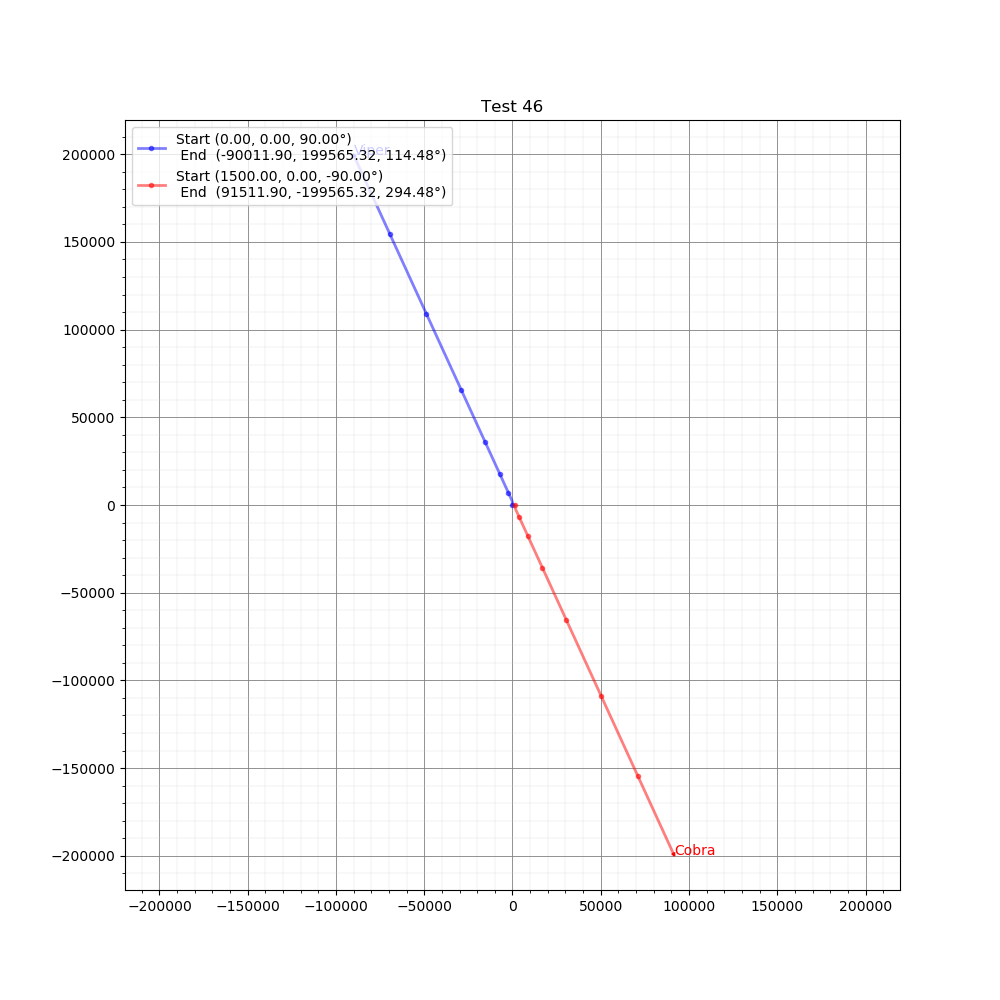 Test 46
Start (0.00, 0.00, 90.00°)
End (-90011.90, 199565.32, 114.48°)
Start (1500.00, 0.00, -90.00°)
End (91511.90, -199565.32, 294.48°)
Viper
Cobra
200000
150000
100000
50000
0
−50000
−100000
−150000
−200000
−200000 −150000 −100000 −50000 0 50000 100000 150000 200000